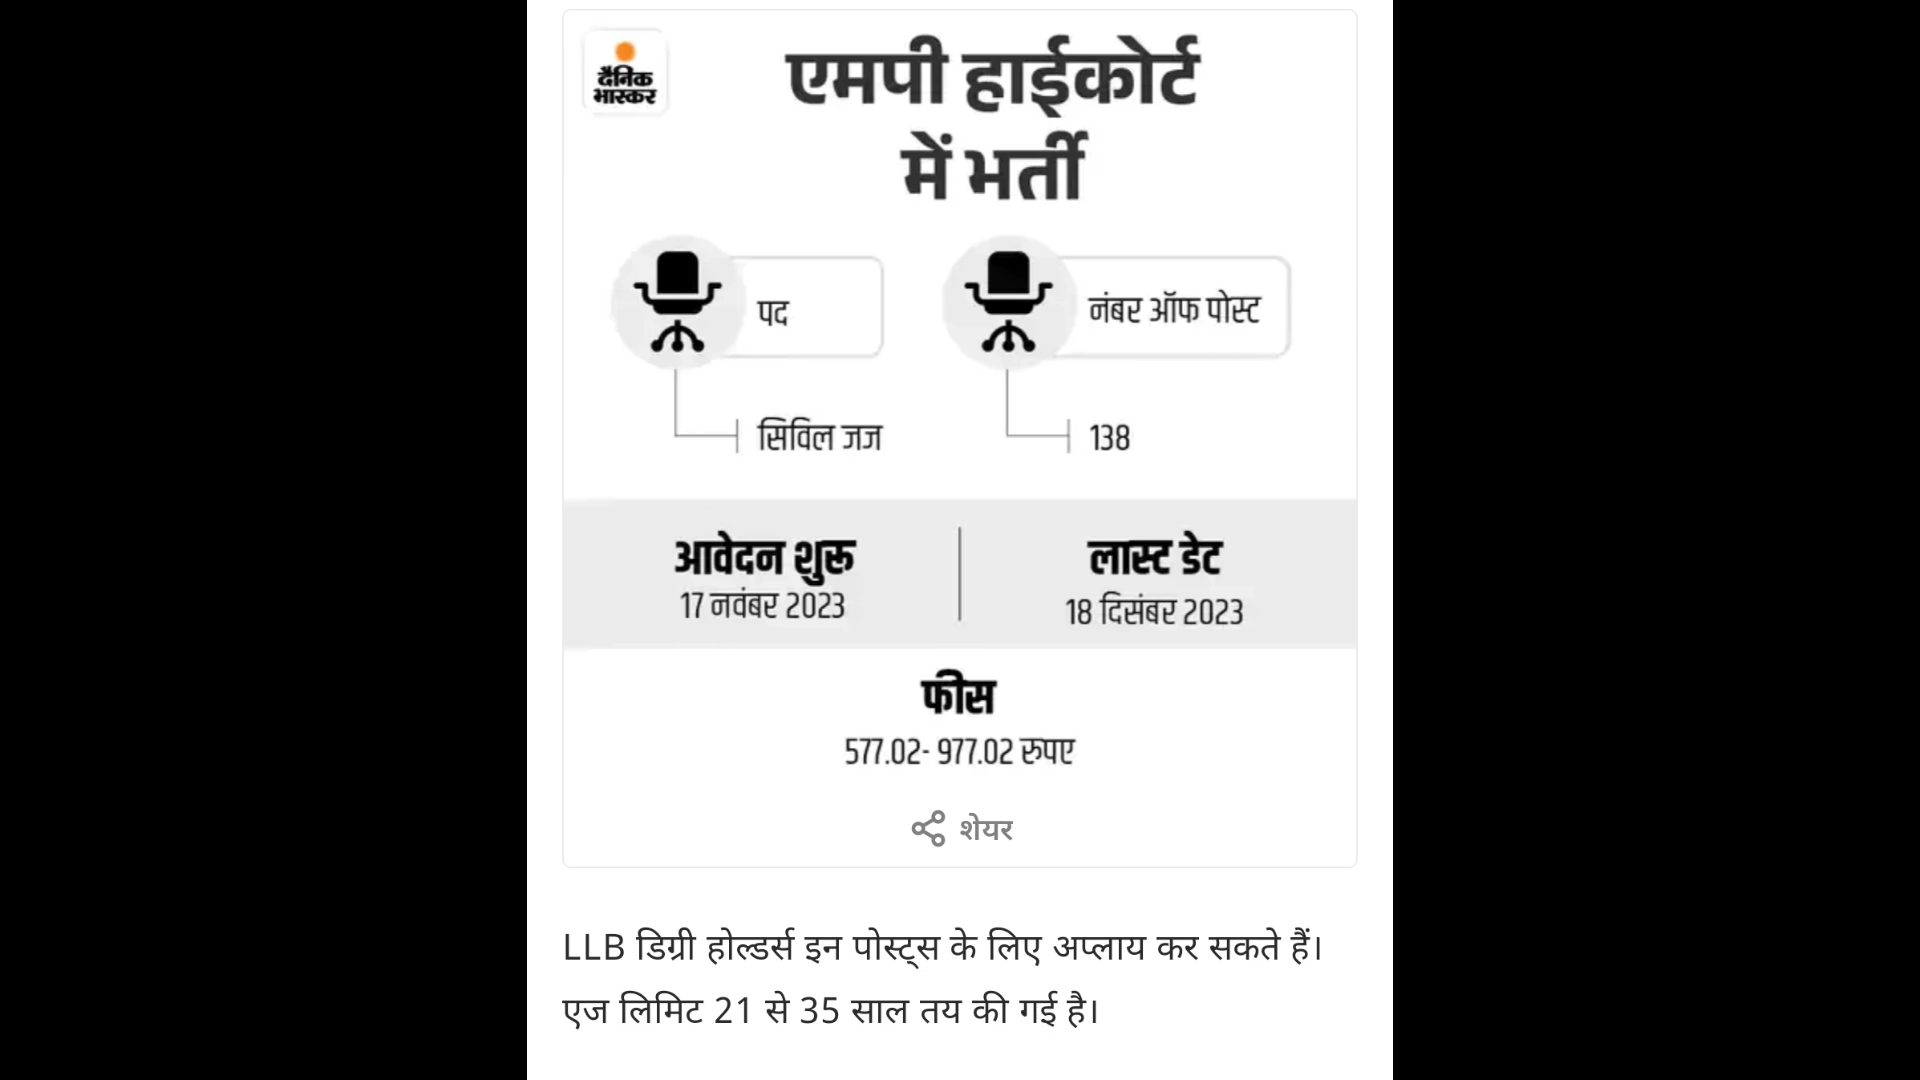 दैनिक
भास्कर
एमपी हाईकोर्ट
में भर्ती
पद
नंबर ऑफ पोस्ट
सिविल जज
138
आवेदन शुरू
17 नवंबर 2023
लास्ट डेट
18 दिसंबर 2023
फीस
577.02- 977.02 रुपए
शेयर
LLB डिग्री होल्डर्स इन पोस्ट्स के लिए अप्लाय कर सकते हैं।
एज लिमिट 21 से 35 साल तय की गई है।